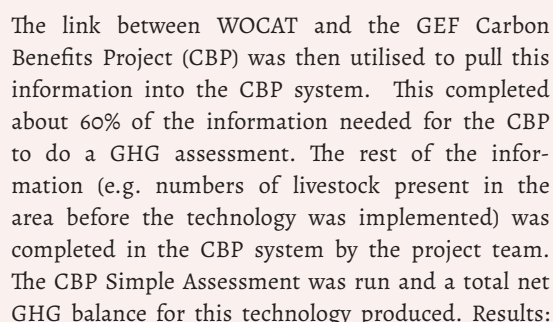 The link between WOCAT and the GEF Carbon
Benefits Project (CBP) was then utilised to pull this
information into the CBP system.  This completed
about 60% of the information needed for the CBP
to do a GHG assessment. The rest of the infor-
mation (e.g. numbers of livestock present in the
area before the technology was implemented) was
completed in the CBP system by the project team.
The CBP Simple Assessment was run and a total net
GHG balance for this technology produced. Results: